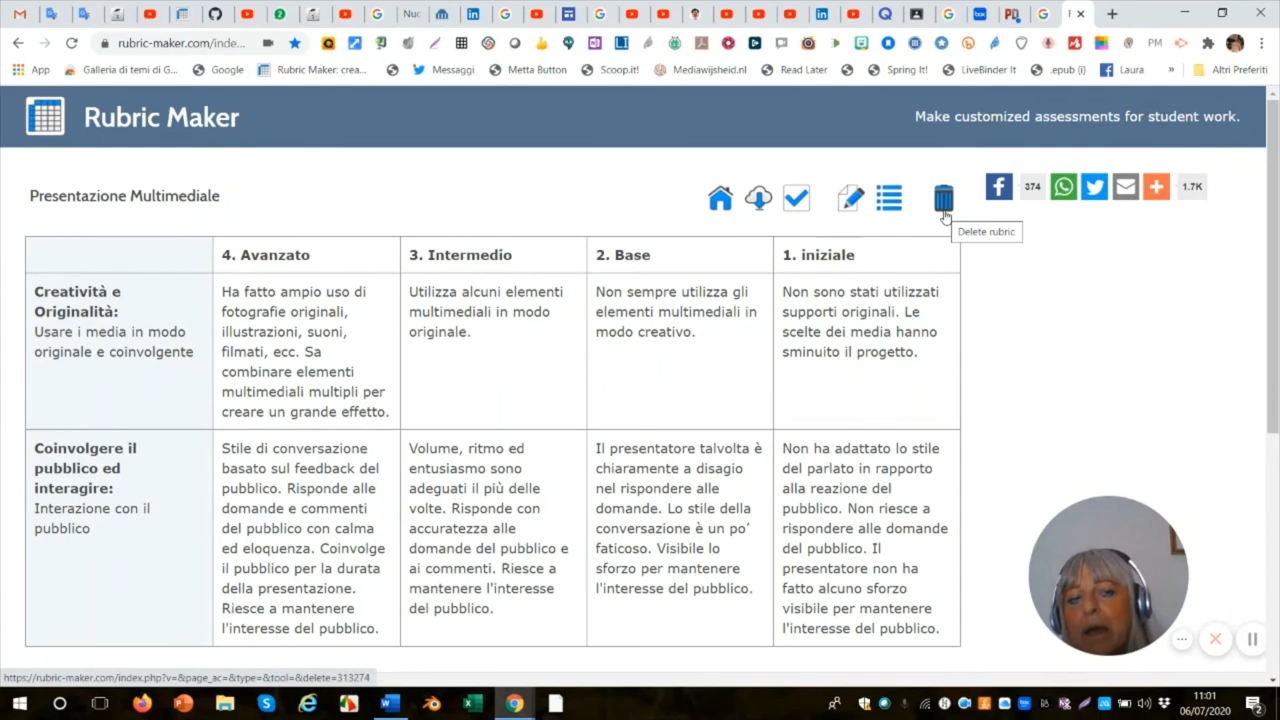 Nuc
PD
rubric-maker.com/inde...
PM
App
Galleria di temi di G...
Google
Rubric Maker: crea...
Messaggi
Metta Button
Scoop.it!
Mediawijsheid.nl
Read Later
Spring It!
LiveBinder It
.epub (i)
Laura
»
Altri Preferiti
Rubric Maker
Make customized assessments for student work.
Presentazione Multimediale
374
1.7K
Delete rubric
4. Avanzato
3. Intermedio
2. Base
1. iniziale
Creatività e
Originalità:
Usare i media in modo
originale e coinvolgente
Ha fatto ampio uso di
fotografie originali,
illustrazioni, suoni,
filmati, ecc. Sa
combinare elementi
multimediali multipli per
creare un grande effetto.
Utilizza alcuni elementi
multimediali in modo
originale.
Non sempre utilizza gli
elementi multimediali in
modo creativo.
Non sono stati utilizzati
supporti originali. Le
scelte dei media hanno
sminuito il progetto.
Coinvolgere il
pubblico ed
interagire:
Interazione con il
pubblico
Stile di conversazione
basato sul feedback del
pubblico. Risponde alle
domande e commenti
del pubblico con calma
ed eloquenza. Coinvolge
il pubblico per la durata
della presentazione.
Riesce a mantenere
l'interesse del pubblico.
Volume, ritmo ed
entusiasmo sono
adeguati il più delle
volte. Risponde con
accuratezza alle
domande del pubblico e
ai commenti. Riesce a
mantenere l'interesse
del pubblico.
Il presentatore talvolta è
chiaramente a disagio
nel rispondere alle
domande. Lo stile della
conversazione è un po’
faticoso. Visibile lo
sforzo per mantenere
l'interesse del pubblico.
Non ha adattato lo stile
del parlato in rapporto
alla reazione del
pubblico. Non riesce a
rispondere alle domande
del pubblico. Il
presentatore non ha
fatto alcuno sforzo
visibile per mantenere
l'interesse del pubblico.
https://rubric-maker.com/index.php?v=&page_ac=&type=&tool=&delete=313274
11:01
06/07/2020
2